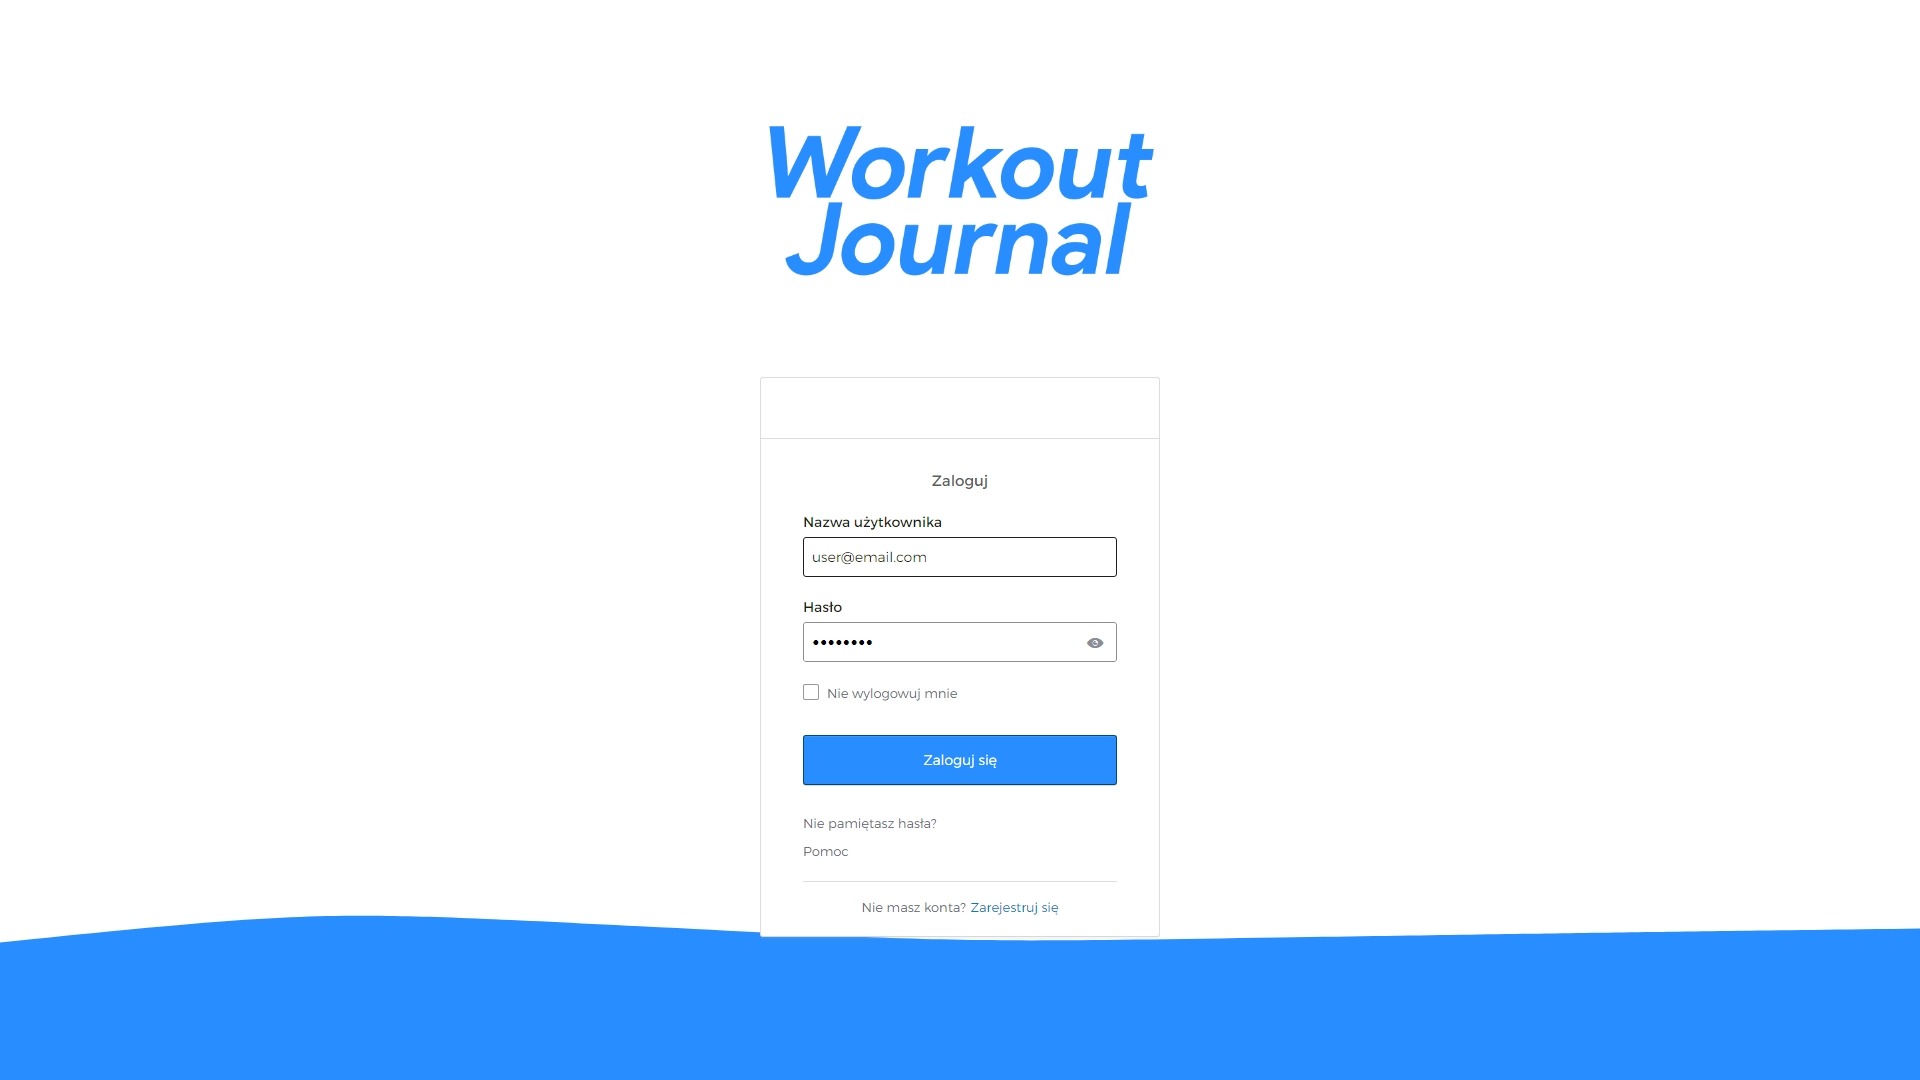 Workout
Journal
Zaloguj
Nazwa użytkownika
user@email.com
Hasło
••••••••
Nie wylogowuj mnie
Zaloguj się
Nie pamiętasz hasła?
Pomoc
Nie masz konta? Zarejestruj się